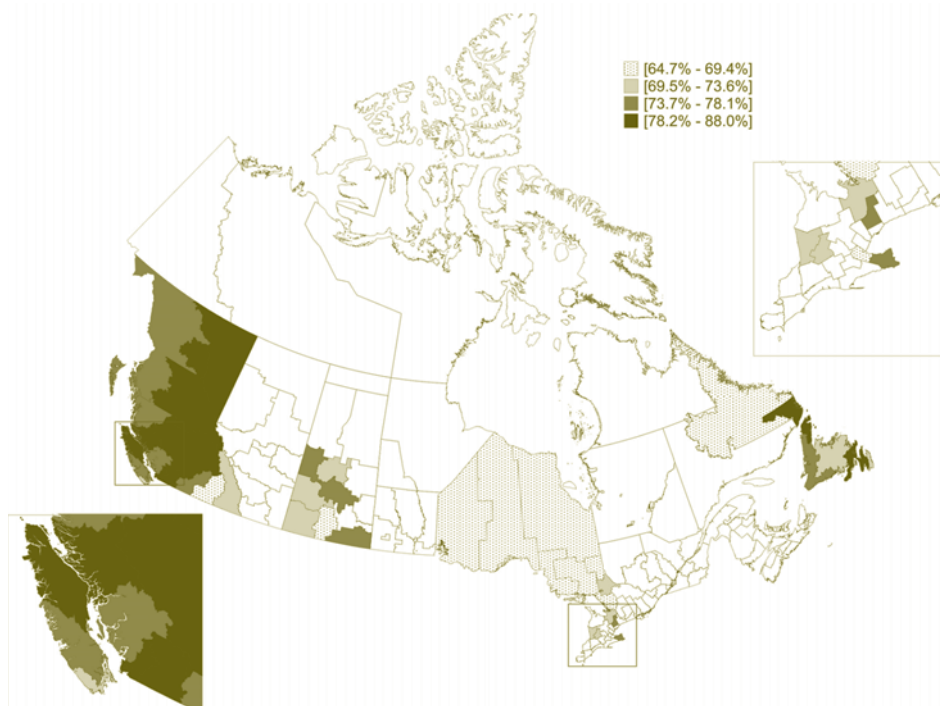 [64.7% - 69.4%]
[69.5% - 73.6%]
[73.7% - 78.1%]
[78.2% - 88.0%]